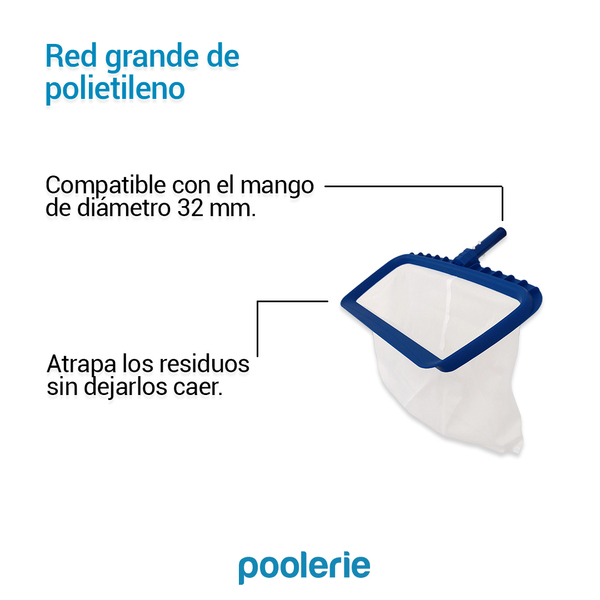 Red grande de
polietileno
Compatible con el mango
de diámetro 32 mm.
Atrapa los residuos
sin dejarlos caer.
poolerie